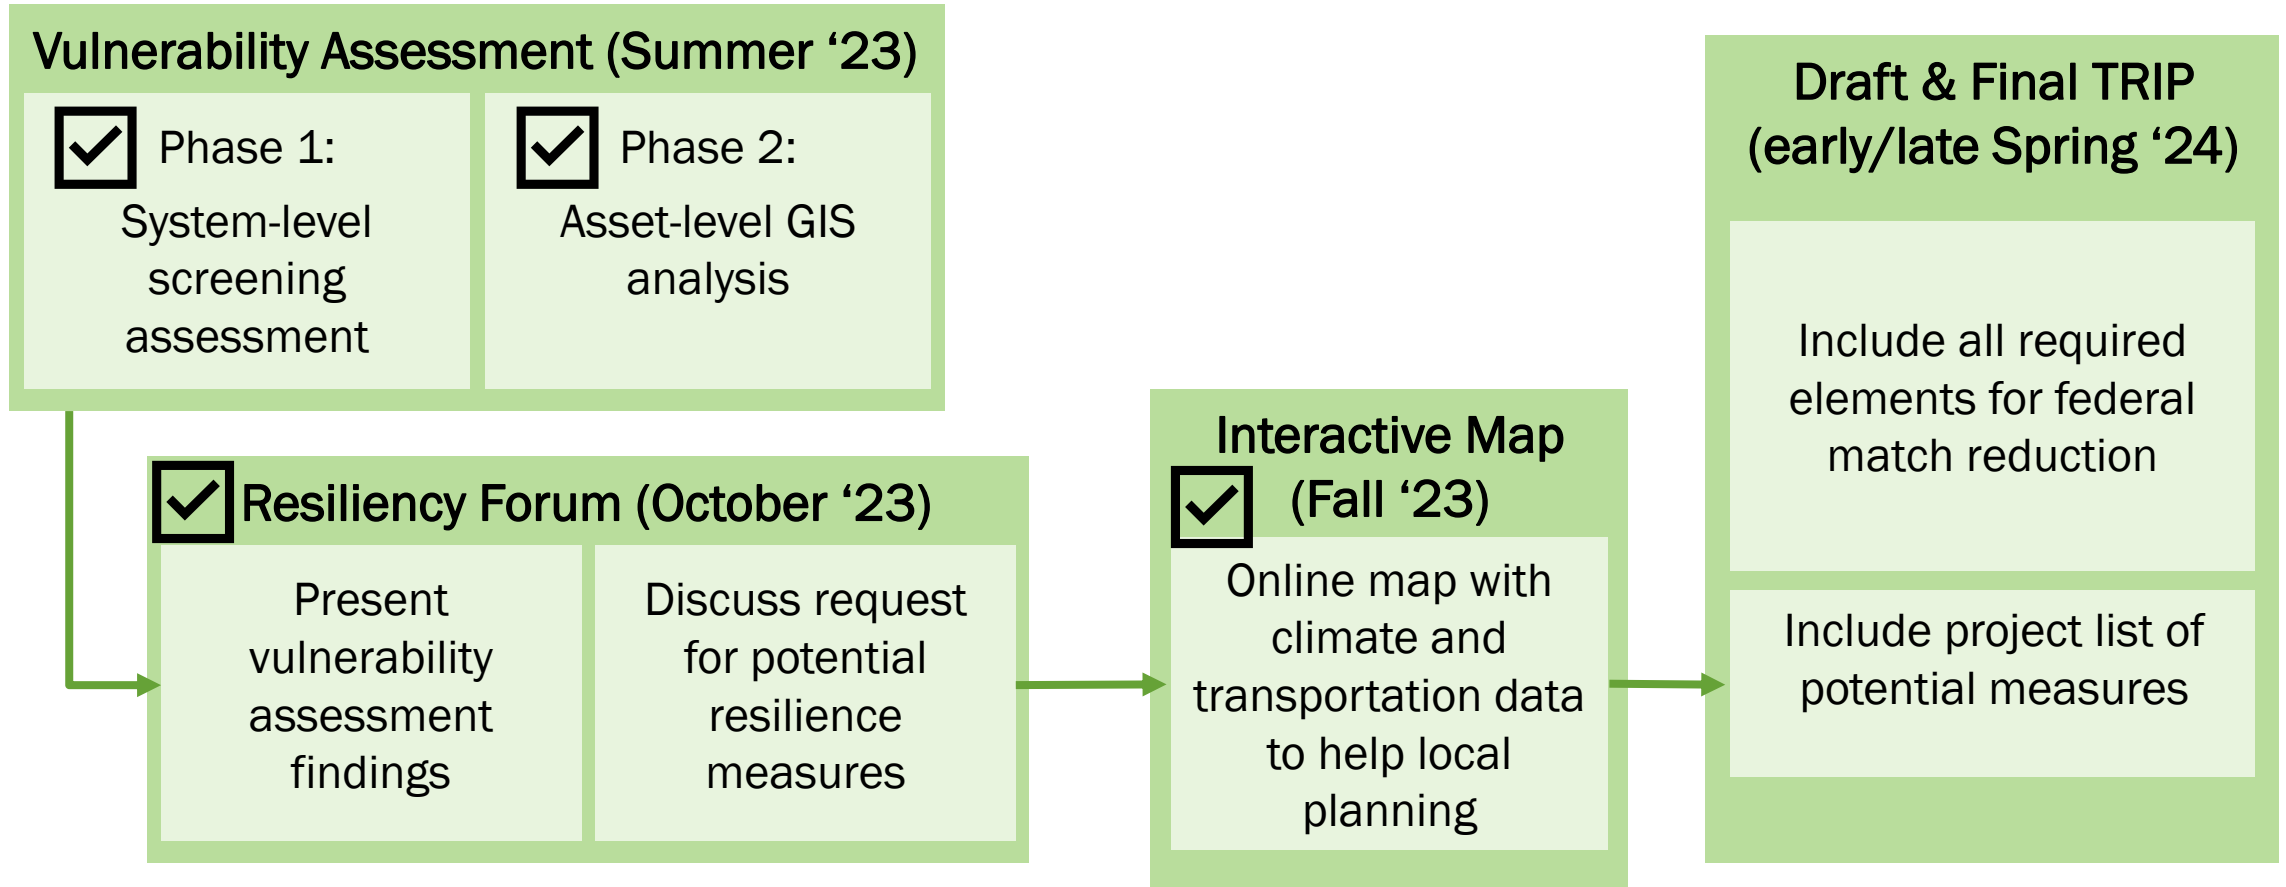 Vulnerability Assessment (Summer ‘23)
Phase 1:
System-level
screening
assessment
Phase 2:
Asset-level GIS
analysis
Resiliency Forum (October ‘23)
Present
vulnerability
assessment
findings
Discuss request
for potential
resilience
measures
Interactive Map
(Fall ‘23)
Online map with
climate and
transportation data
to help local
planning
Draft & Final TRIP
(early/late Spring ‘24)
Include all required
elements for federal
match reduction
Include project list of
potential measures